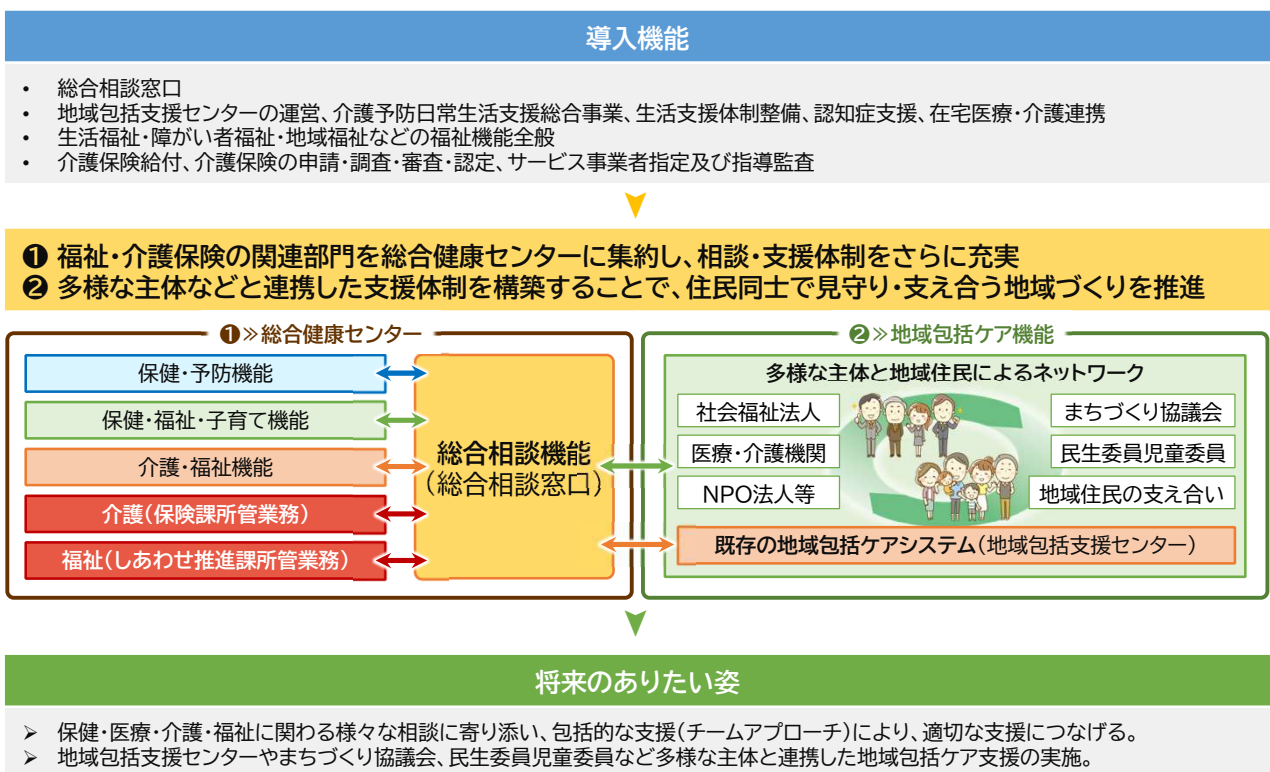 導入機能
• 総合相談窓口
• 地域包括支援センターの運営、介護予防日常生活支援総合事業、生活支援体制整備、認知症支援、在宅医療・介護連携
• 生活福祉・障がい者福祉・地域福祉などの福祉機能全般
• 介護保険給付、介護保険の申請・調査・審査・認定、サービス事業者指定及び指導監査
❶ 福祉・介護保険の関連部門を総合健康センターに集約し、相談・支援体制をさらに充実
❷ 多様な主体などと連携した支援体制を構築することで、住民同士で見守り・支え合う地域づくりを推進
❶≫総合健康センター
保健・予防機能
保健・福祉・子育て機能
介護・福祉機能
介護(保険課所管業務)
福祉(しあわせ推進課所管業務)
総合相談機能
(総合相談窓口)
❷≫地域包括ケア機能
多様な主体と地域住民によるネットワーク
社会福祉法人
医療・介護機関
NPO法人等
まちづくり協議会
民生委員児童委員
地域住民の支え合い
既存の地域包括ケアシステム(地域包括支援センター)
将来のありたい姿
➢ 保健・医療・介護・福祉に関わる様々な相談に寄り添い、包括的な支援(チームアプローチ)により、適切な支援につなげる。
➢ 地域包括支援センターやまちづくり協議会、民生委員児童委員など多様な主体と連携した地域包括ケア支援の実施。